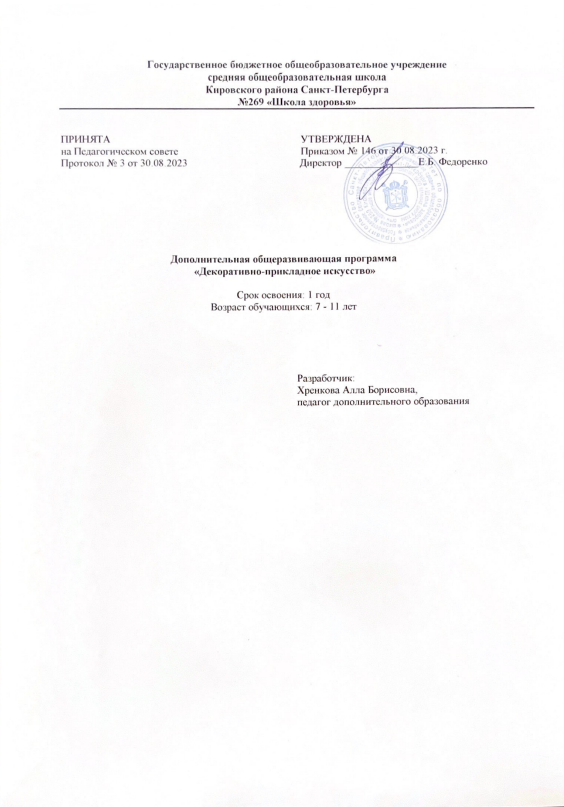 Государственное бюджетное общеобразовательное учреждение
средняя общеобразовательная школа
Кировского района Санкт-Петербурга
№269 «Школа здоровья»
ПРИНЯТА
на Педагогическом совете
Протокол № 3 от 30.08.2023
УТВЕРЖДЕНА
Приказом № 146 от 30.08.2023 г.
Директор _______________ Е.Б. Федоренко
Дополнительная общеразвивающая программа
«Декоративно-прикладное искусство»
Срок освоения: 1 год
Возраст обучающихся: 7 - 11 лет
Разработчик:
Хренкова Алла Борисовна,
педагог дополнительного образования